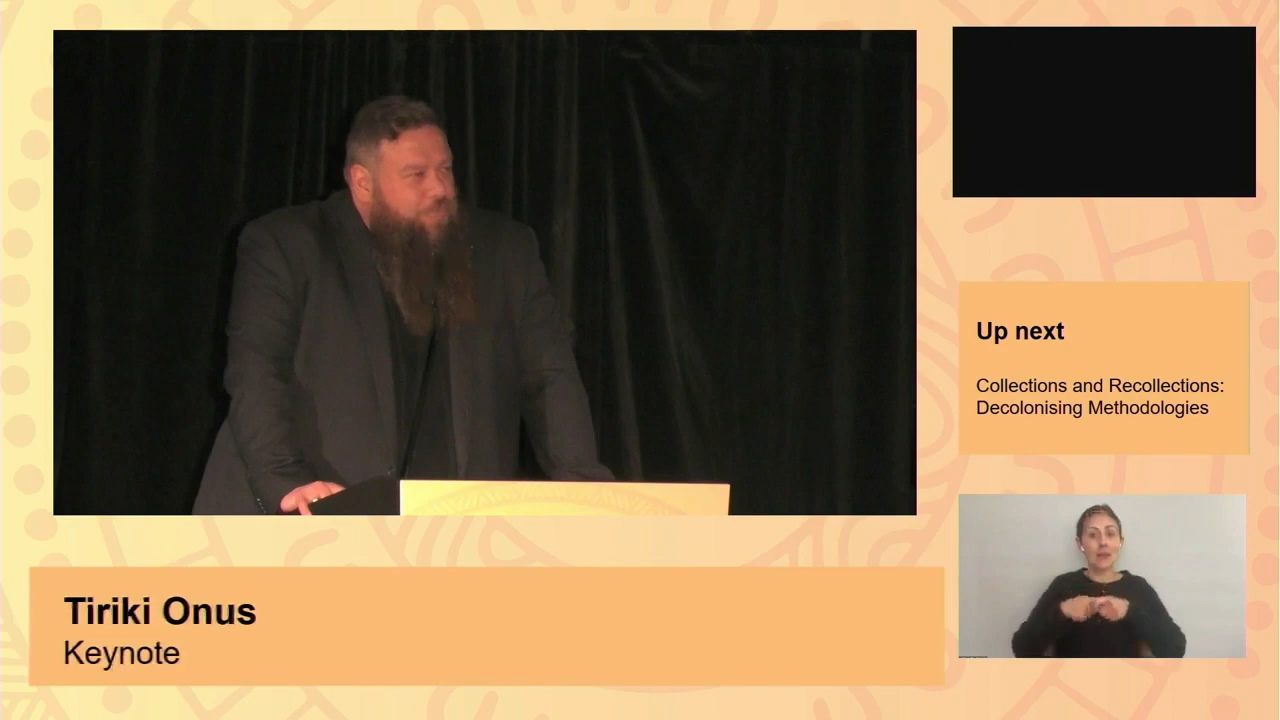 Up next
Collections and Recollections:
Decolonising Methodologies
Tiriki Onus
Keynote